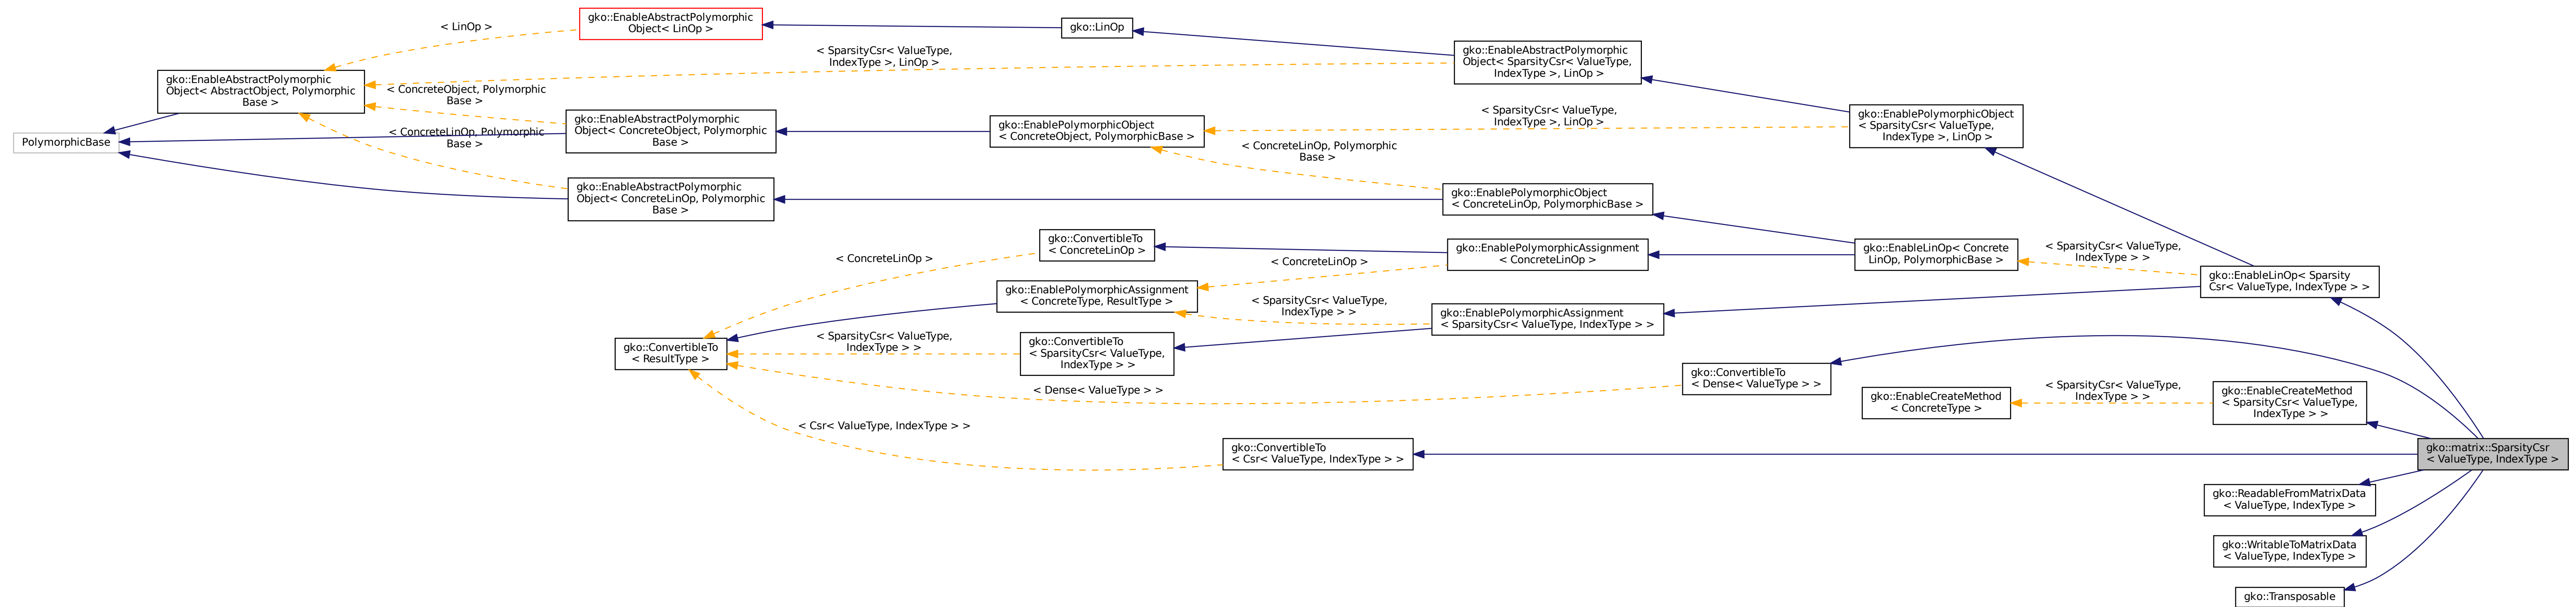 gko::EnableAbstractPolymorphic
Object< LinOp >
< LinOp >
gko::LinOp
gko::EnableAbstractPolymorphic
Object< SparsityCsr< ValueType,
IndexType >, LinOp >
< SparsityCsr< ValueType,
IndexType >, LinOp >
gko::EnableAbstractPolymorphic
Object< AbstractObject, Polymorphic
Base >
< ConcreteObject, Polymorphic
Base >
gko::EnableAbstractPolymorphic
Object< ConcreteObject, Polymorphic
Base >
gko::EnablePolymorphicObject
< ConcreteObject, PolymorphicBase >
< SparsityCsr< ValueType,
IndexType >, LinOp >
gko::EnablePolymorphicObject
< SparsityCsr< ValueType,
IndexType >, LinOp >
PolymorphicBase
< ConcreteLinOp, Polymorphic
Base >
< ConcreteLinOp, Polymorphic
Base >
gko::EnableAbstractPolymorphic
Object< ConcreteLinOp, Polymorphic
Base >
gko::EnablePolymorphicObject
< ConcreteLinOp, PolymorphicBase >
gko::ConvertibleTo
< ConcreteLinOp >
gko::EnablePolymorphicAssignment
< ConcreteLinOp >
gko::EnableLinOp< Concrete
LinOp, PolymorphicBase >
< SparsityCsr< ValueType,
IndexType > >
< ConcreteLinOp >
< ConcreteLinOp >
gko::EnableLinOp< Sparsity
Csr< ValueType, IndexType > >
gko::EnablePolymorphicAssignment
< ConcreteType, ResultType >
< SparsityCsr< ValueType,
IndexType > >
gko::EnablePolymorphicAssignment
< SparsityCsr< ValueType, IndexType > >
gko::ConvertibleTo
< ResultType >
< SparsityCsr< ValueType,
IndexType > >
gko::ConvertibleTo
< SparsityCsr< ValueType,
IndexType > >
< Dense< ValueType > >
gko::ConvertibleTo
< Dense< ValueType > >
gko::EnableCreateMethod
< ConcreteType >
< SparsityCsr< ValueType,
IndexType > >
gko::EnableCreateMethod
< SparsityCsr< ValueType,
IndexType > >
< Csr< ValueType, IndexType > >
gko::ConvertibleTo
< Csr< ValueType, IndexType > >
gko::matrix::SparsityCsr
< ValueType, IndexType >
gko::ReadableFromMatrixData
< ValueType, IndexType >
gko::WritableToMatrixData
< ValueType, IndexType >
gko::Transposable